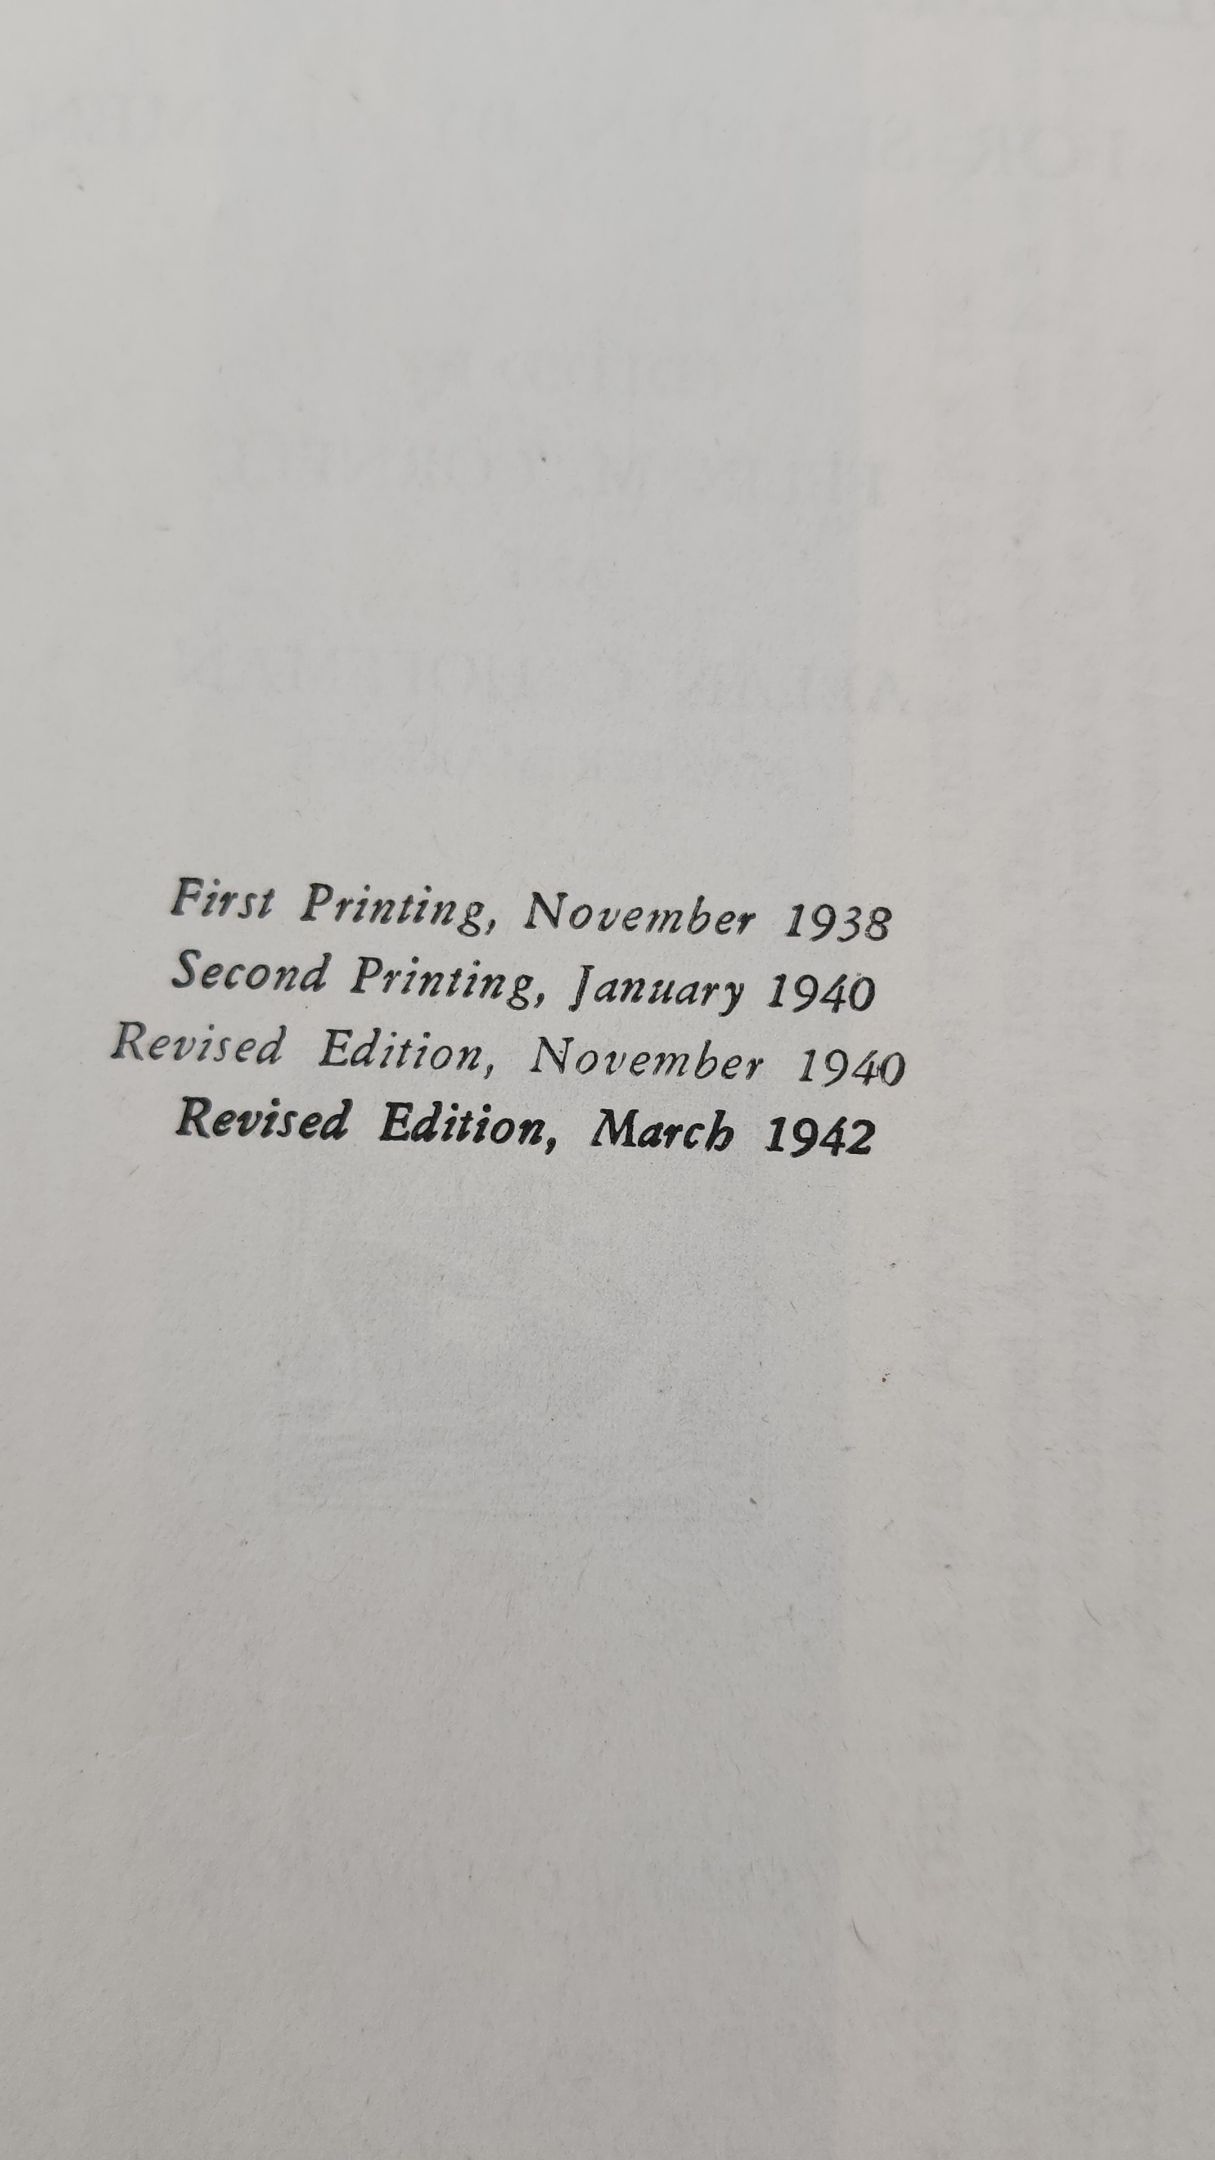 First Printing, November 1938
Second Printing, January 1940
Revised Edition, November 1940
Revised Edition, March 1942